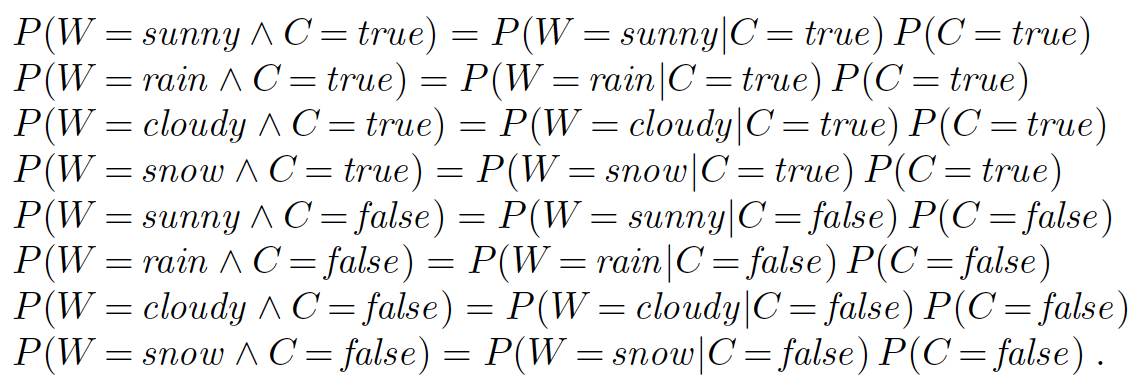 P(W = sunny ∧ C = true) = P(W = sunny|C = true) P(C = true)
P(W = rain ∧ C = true) = P(W = rain|C = true) P(C = true)
P(W = cloudy ∧ C = true) = P(W = cloudy|C = true) P(C = true)
P(W = snow ∧ C = true) = P(W = snow|C = true) P(C = true)
P(W = sunny ∧ C = false) = P(W = sunny|C = false) P(C = false)
P(W = rain ∧ C = false) = P(W = rain|C = false) P(C = false)
P(W = cloudy ∧ C = false) = P(W = cloudy|C = false) P(C = false)
P(W = snow ∧ C = false) = P(W = snow|C = false) P(C = false) .